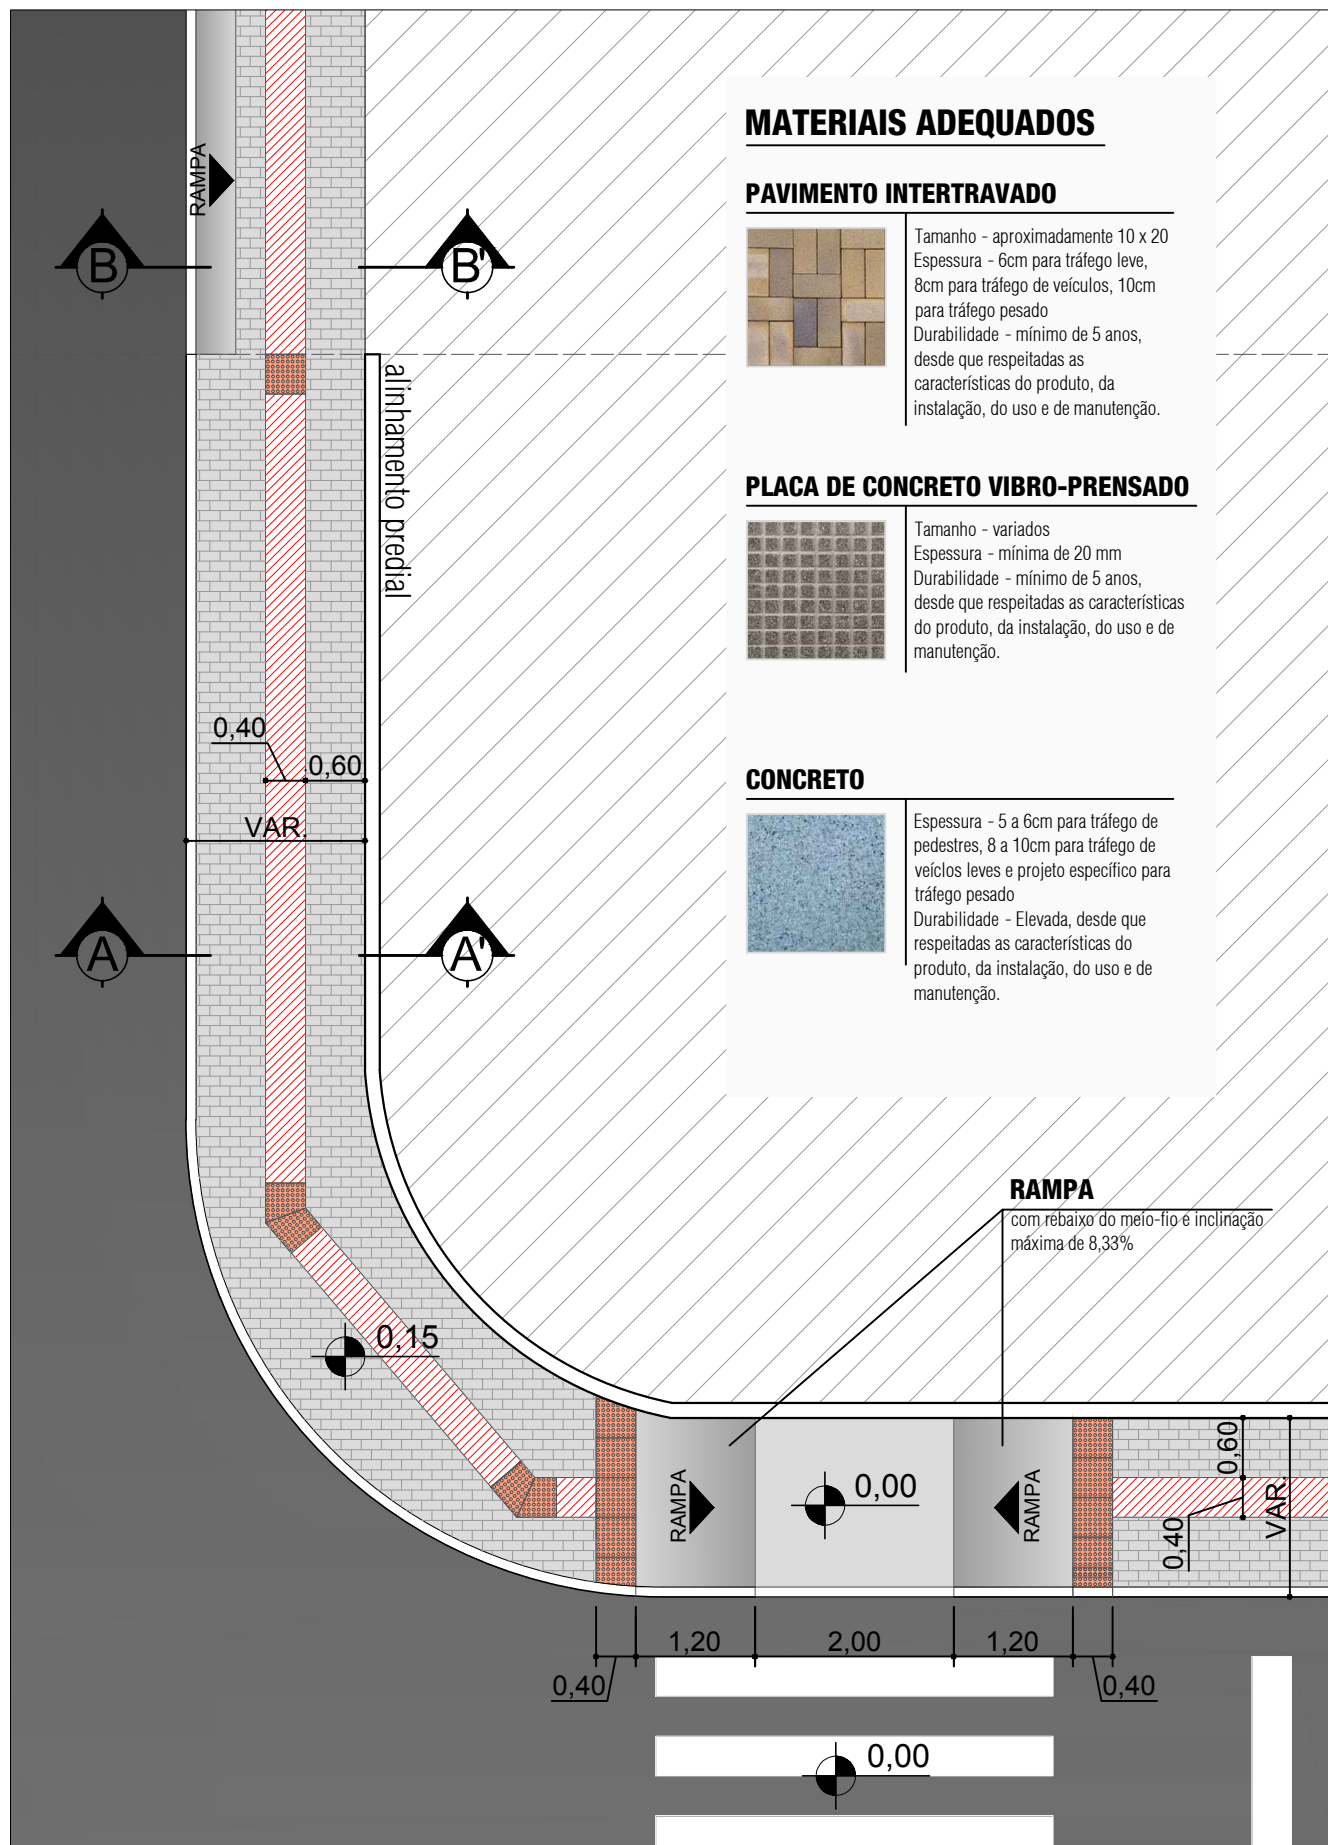 MATERIAIS ADEQUADOS
PAVIMENTO INTERTRAVADO
Tamanho - aproximadamente 10 x 20
Espessura - 6cm para tráfego leve,
8cm para tráfego de veículos, 10cm
para tráfego pesado
Durabilidade - mínimo de 5 anos,
desde que respeitadas as
características do produto, da
instalação, do uso e de manutenção.
PLACA DE CONCRETO VIBRO-PRENSADO
Tamanho - variados
Espessura - mínima de 20 mm
Durabilidade - mínimo de 5 anos,
desde que respeitadas as características
do produto, da instalação, do uso e de
manutenção.
CONCRETO
Espessura - 5 a 6cm para tráfego de
pedestres, 8 a 10cm para tráfego de
veíclos leves e projeto específico para
tráfego pesado
Durabilidade - Elevada, desde que
respeitadas as características do
produto, da instalação, do uso e de
manutenção.
RAMPA
B
B'
alinhamento predial
0,40
0,60
VAR.
A
A'
RAMPA
com rebaixo do meio-fio e inclinação
máxima de 8,33%
0,15
RAMPA
0,00
RAMPA
0,60
0,40
VAR.
1,20
2,00
1,20
0,40
0,40
0,00